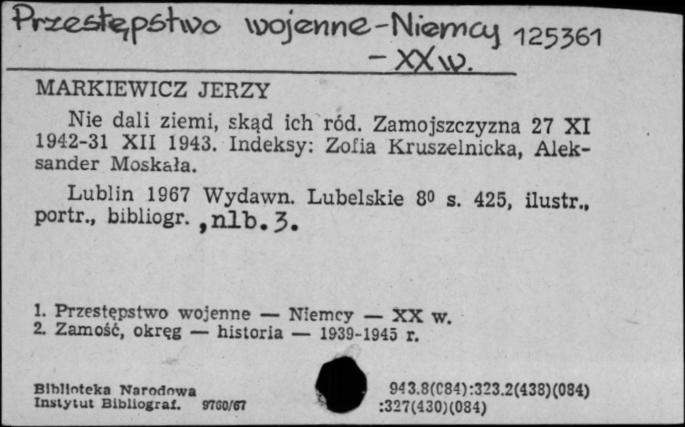 Przestępstwo wojenne-Niemcy 125361
- XX w.
MARKIEWICZ JERZY
Nie dali ziemi, skąd ich ród. Zamojszczyzna 27 XI
1942-31 XII 1943. Indeksy: Zofia Kruszelnicka, Alek-
sander Moskała.
Lublin 1967 Wydawn. Lubelskie 8⁰ s. 425, ilustr.,
portr., bibliogr. , nlb. 3.
1. Przestępstwo wojenne — Niemcy — XX w.
2. Zamość, okręg — historia — 1939-1945 r.
Biblioteka Narodowa 943.8(084):323.2(438)(084)
Instytut Bibliograf. 9760/67 :327(430)(084)